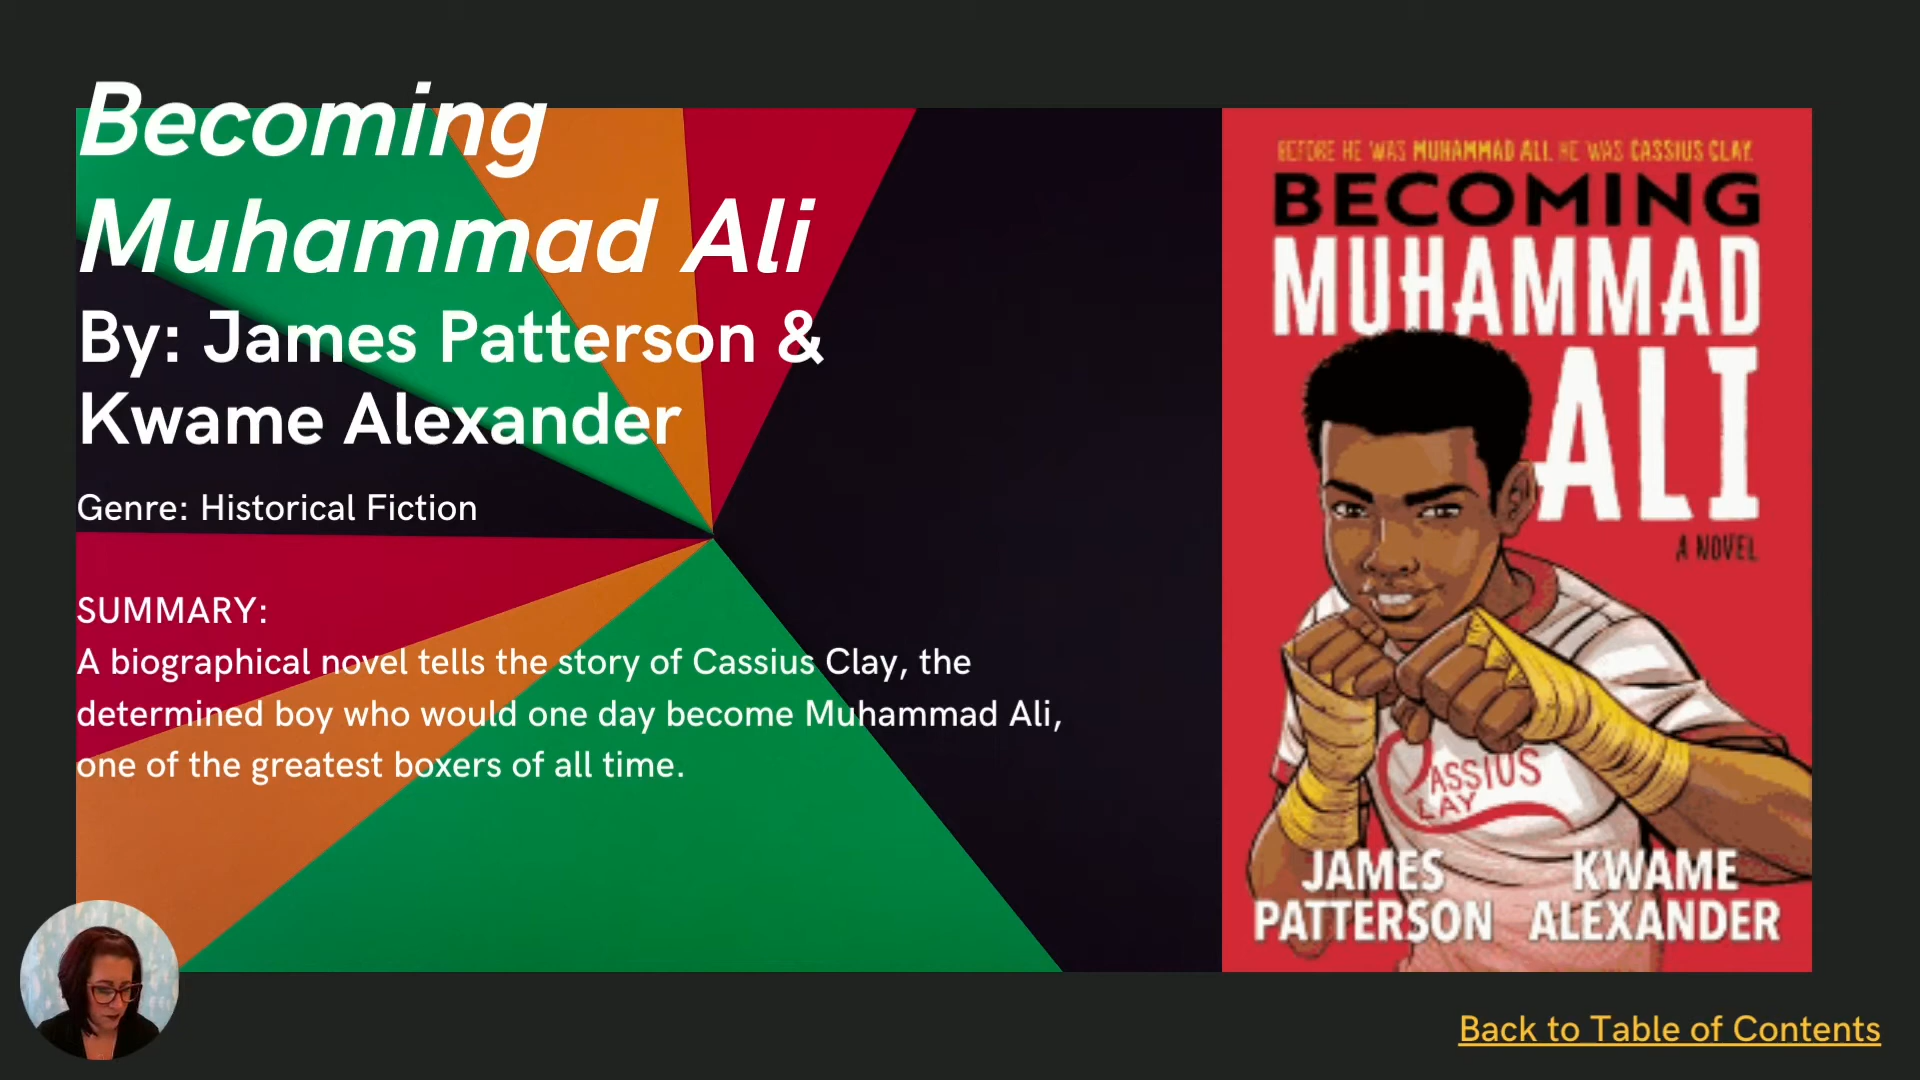 Becoming
Muhammad Ali
By: James Patterson &
Kwame Alexander
Genre: Historical Fiction
SUMMARY:
A biographical novel tells the story of Cassius Clay, the
determined boy who would one day become Muhammad Ali,
one of the greatest boxers of all time.
BEFORE HE WAS MUHAMMAD ALI, HE WAS CASSIUS CLAY.
BECOMING
MUHAMMAD
ALI
A NOVEL
CASSIUS
CLAY
JAMES
PATTERSON
KWAME
ALEXANDER
Back to Table of Contents